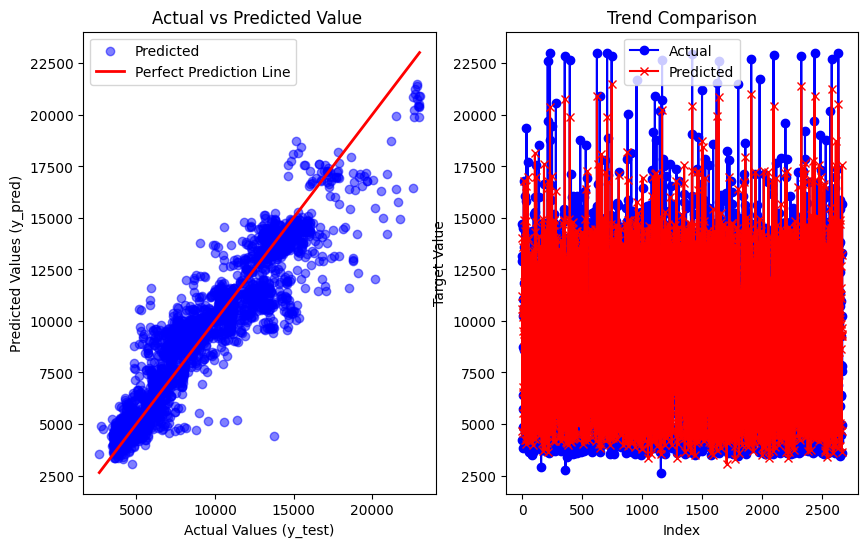 Actual vs Predicted Value
Predicted
Perfect Prediction Line
22500
20000
17500
15000
12500
10000
7500
5000
2500
Predicted Values (y_pred)
5000
10000
15000
20000
Actual Values (y_test)
Trend Comparison
Actual
Predicted
22500
20000
17500
15000
12500
10000
7500
5000
2500
Target Value
0
500
1000
1500
2000
2500
Index